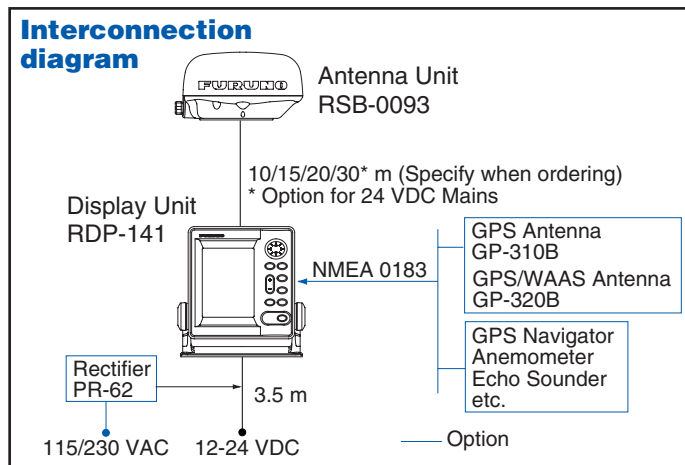 Interconnection
diagram
FURUNO
Antenna Unit
RSB-0093
10/15/20/30* m (Specify when ordering)
* Option for 24 VDC Mains
Display Unit
RDP-141
NMEA 0183
GPS Antenna
GP-310B
GPS/WAAS Antenna
GP-320B
GPS Navigator
Anemometer
Echo Sounder
etc.
Rectifier
PR-62
3.5 m
115/230 VAC
12-24 VDC
Option